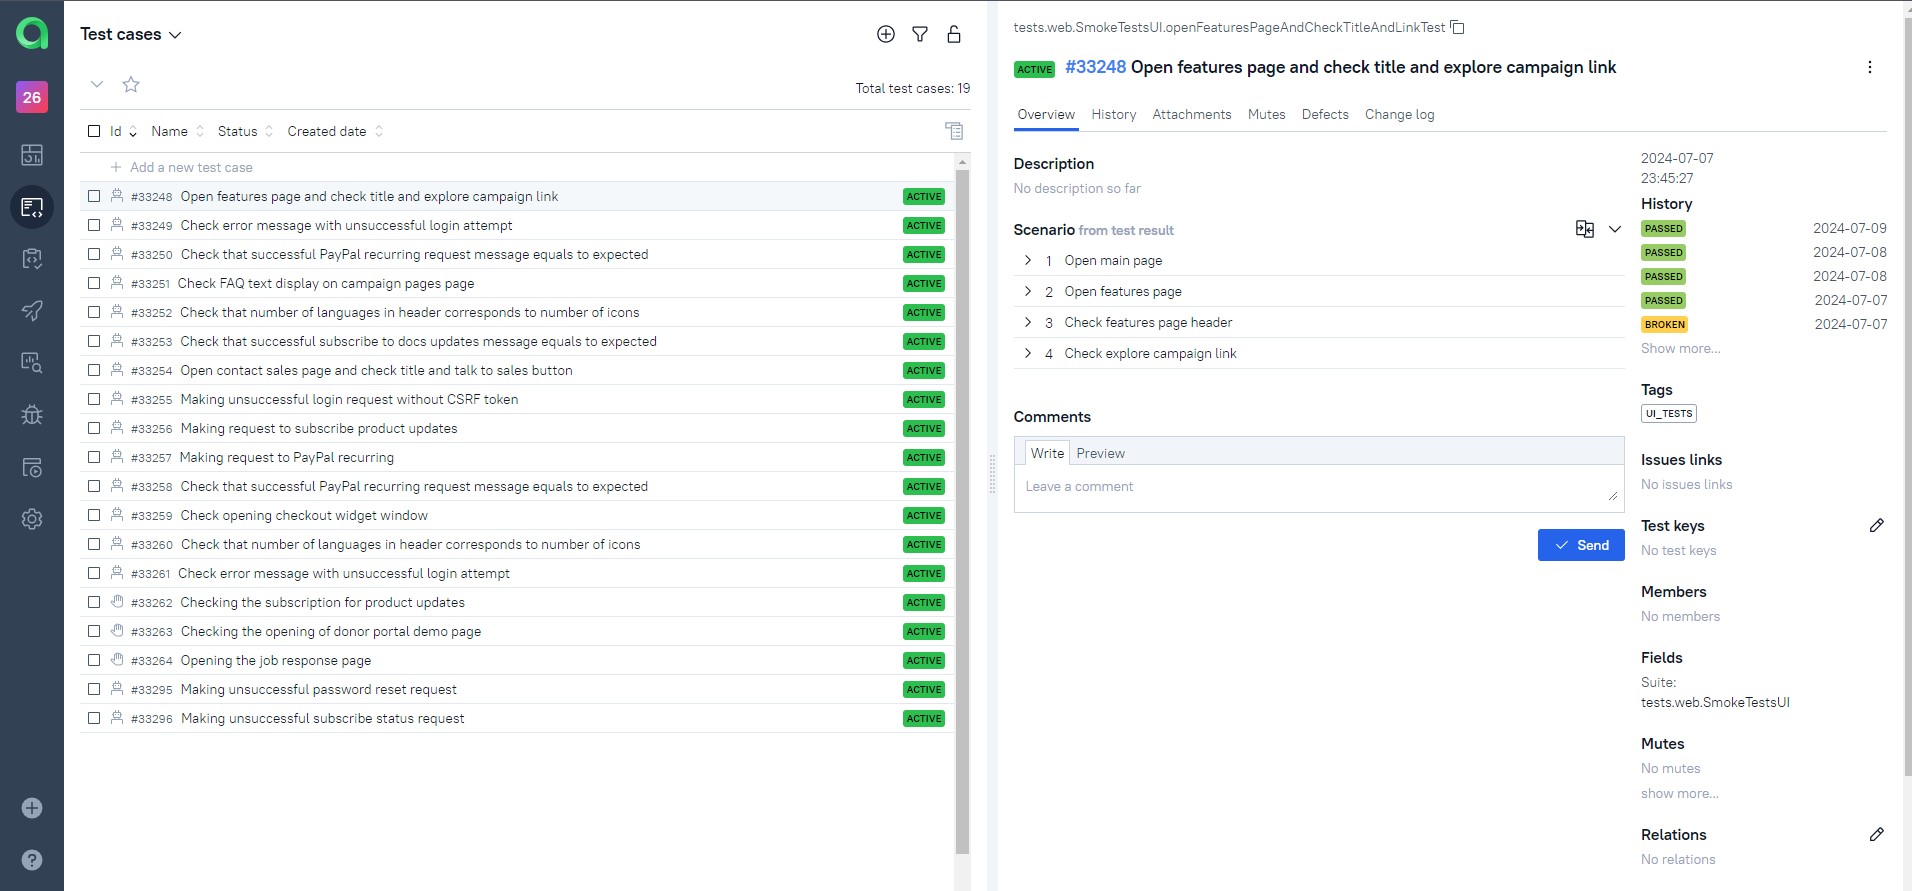 26
Test cases
Total test cases: 19
Id Name Status Created date
Add a new test case
#33248 Open features page and check title and explore campaign link ACTIVE
#33249 Check error message with unsuccessful login attempt ACTIVE
#33250 Check that successful PayPal recurring request message equals to expected ACTIVE
#33251 Check FAQ text display on campaign pages page ACTIVE
#33252 Check that number of languages in header corresponds to number of icons ACTIVE
#33253 Check that successful subscribe to docs updates message equals to expected ACTIVE
#33254 Open contact sales page and check title and talk to sales button ACTIVE
#33255 Making unsuccessful login request without CSRF token ACTIVE
#33256 Making request to subscribe product updates ACTIVE
#33257 Making request to PayPal recurring ACTIVE
#33258 Check that successful PayPal recurring request message equals to expected ACTIVE
#33259 Check opening checkout widget window ACTIVE
#33260 Check that number of languages in header corresponds to number of icons ACTIVE
#33261 Check error message with unsuccessful login attempt ACTIVE
#33262 Checking the subscription for product updates ACTIVE
#33263 Checking the opening of donor portal demo page ACTIVE
#33264 Opening the job response page ACTIVE
#33295 Making unsuccessful password reset request ACTIVE
#33296 Making unsuccessful subscribe status request ACTIVE
tests.web.SmokeTestsUI.openFeaturesPageAndCheckTitleAndLinkTest
ACTIVE #33248 Open features page and check title and explore campaign link
Overview History Attachments Mutes Defects Change log
Description
No description so far
Scenario from test result
1 Open main page
2 Open features page
3 Check features page header
4 Check explore campaign link
Comments
Write Preview
Leave a comment
Send
2024-07-07
23:45:27
History
PASSED 2024-07-09
PASSED 2024-07-08
PASSED 2024-07-08
PASSED 2024-07-07
BROKEN 2024-07-07
Show more...
Tags
UI_TESTS
Issues links
No issues links
Test keys
No test keys
Members
No members
Fields
Suite:
tests.web.SmokeTestsUI
Mutes
No mutes
show more...
Relations
No relations